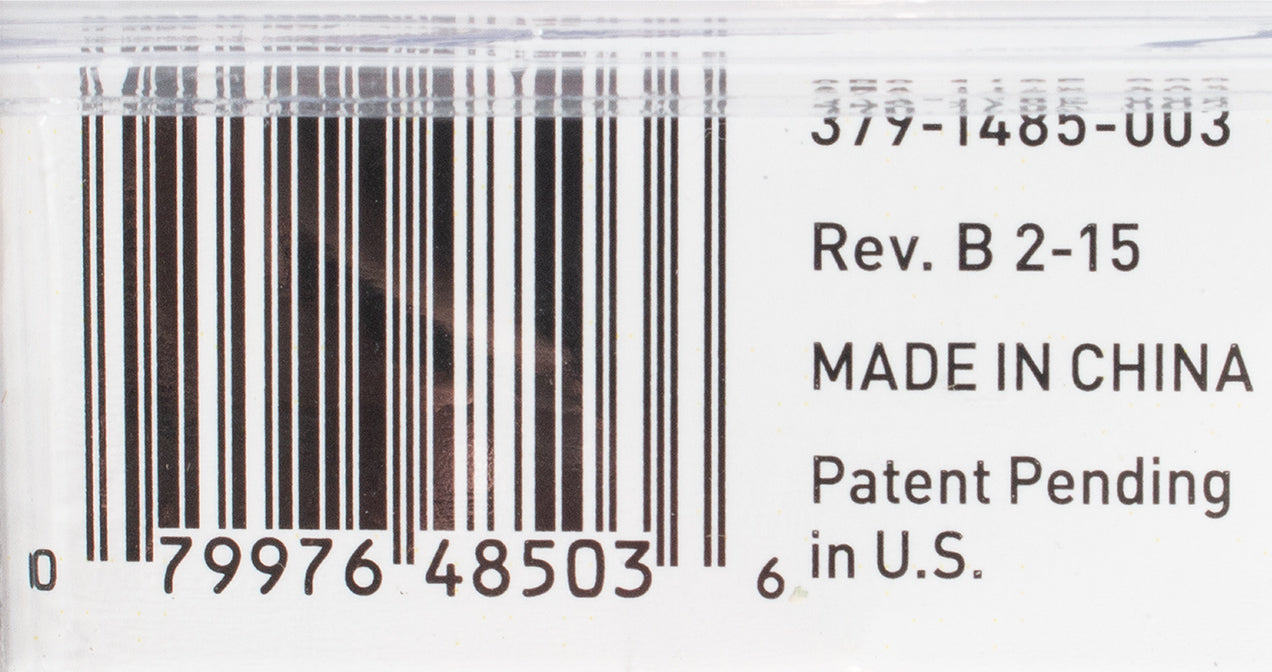 379-1485-003
Rev. B 2-15
MADE IN CHINA
Patent Pending
in U.S.
0 79976 48503 6